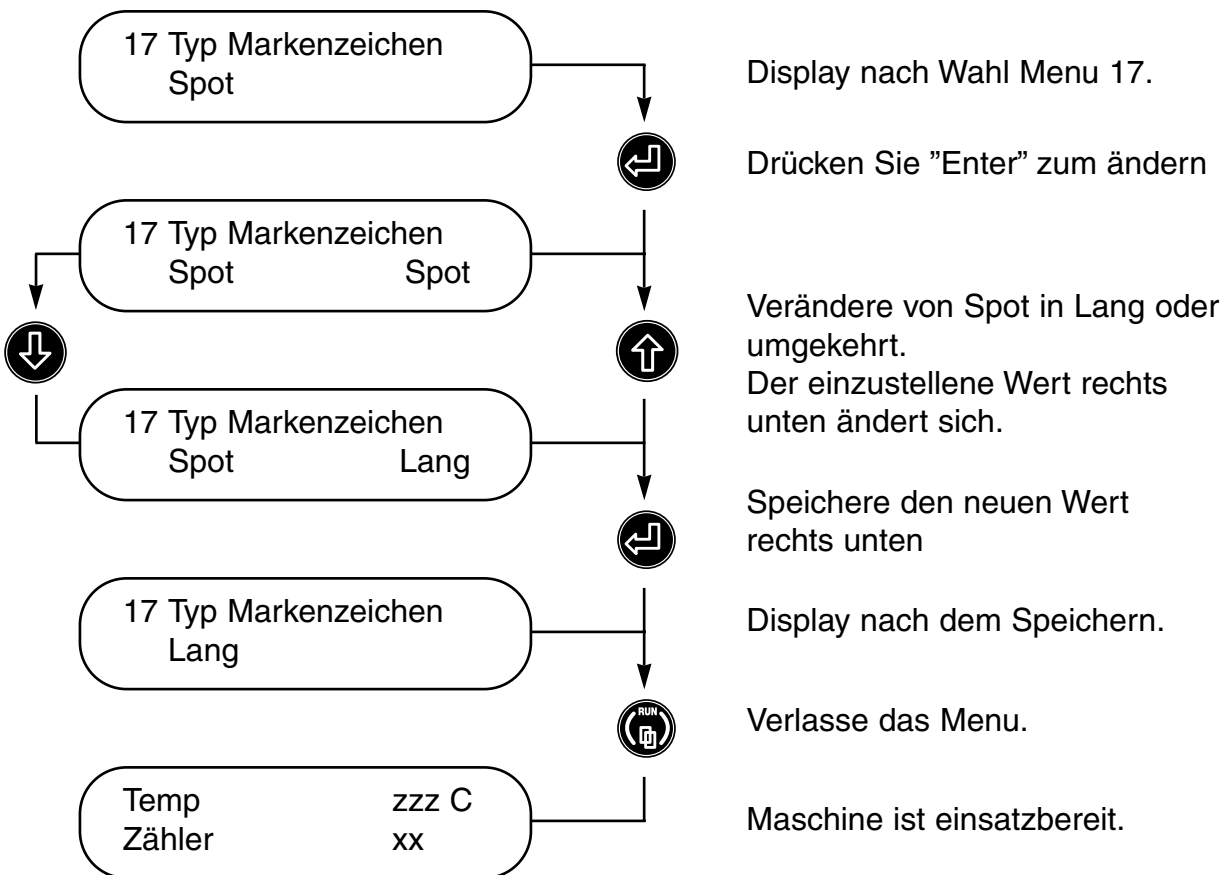 17 Typ Markenzeichen
Spot
Display nach Wahl Menu 17.
Drücken Sie ”Enter” zum ändern
17 Typ Markenzeichen
Spot Spot
Verändere von Spot in Lang oder
umgekehrt.
Der einzustellene Wert rechts
unten ändert sich.
17 Typ Markenzeichen
Spot Lang
Speichere den neuen Wert
rechts unten
17 Typ Markenzeichen
Lang
Display nach dem Speichern.
RUN
Verlasse das Menu.
Temp zzz C
Zähler xx
Maschine ist einsatzbereit.